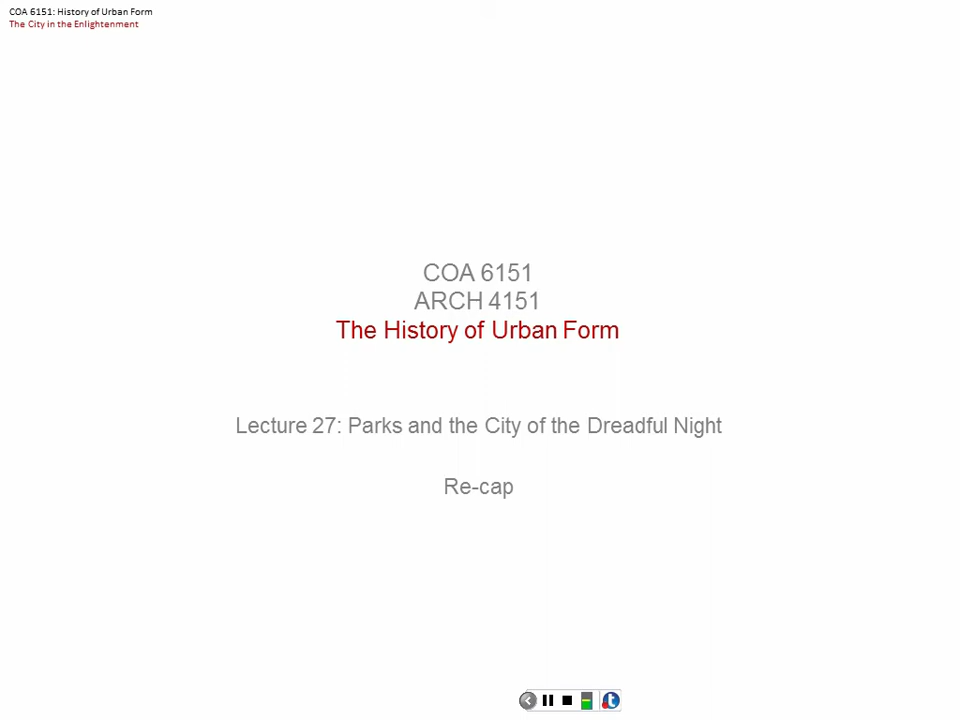 COA 6151: History of Urban Form
The City in the Enlightenment
COA 6151
ARCH 4151
The History of Urban Form
Lecture 27: Parks and the City of the Dreadful Night
Re-cap
t